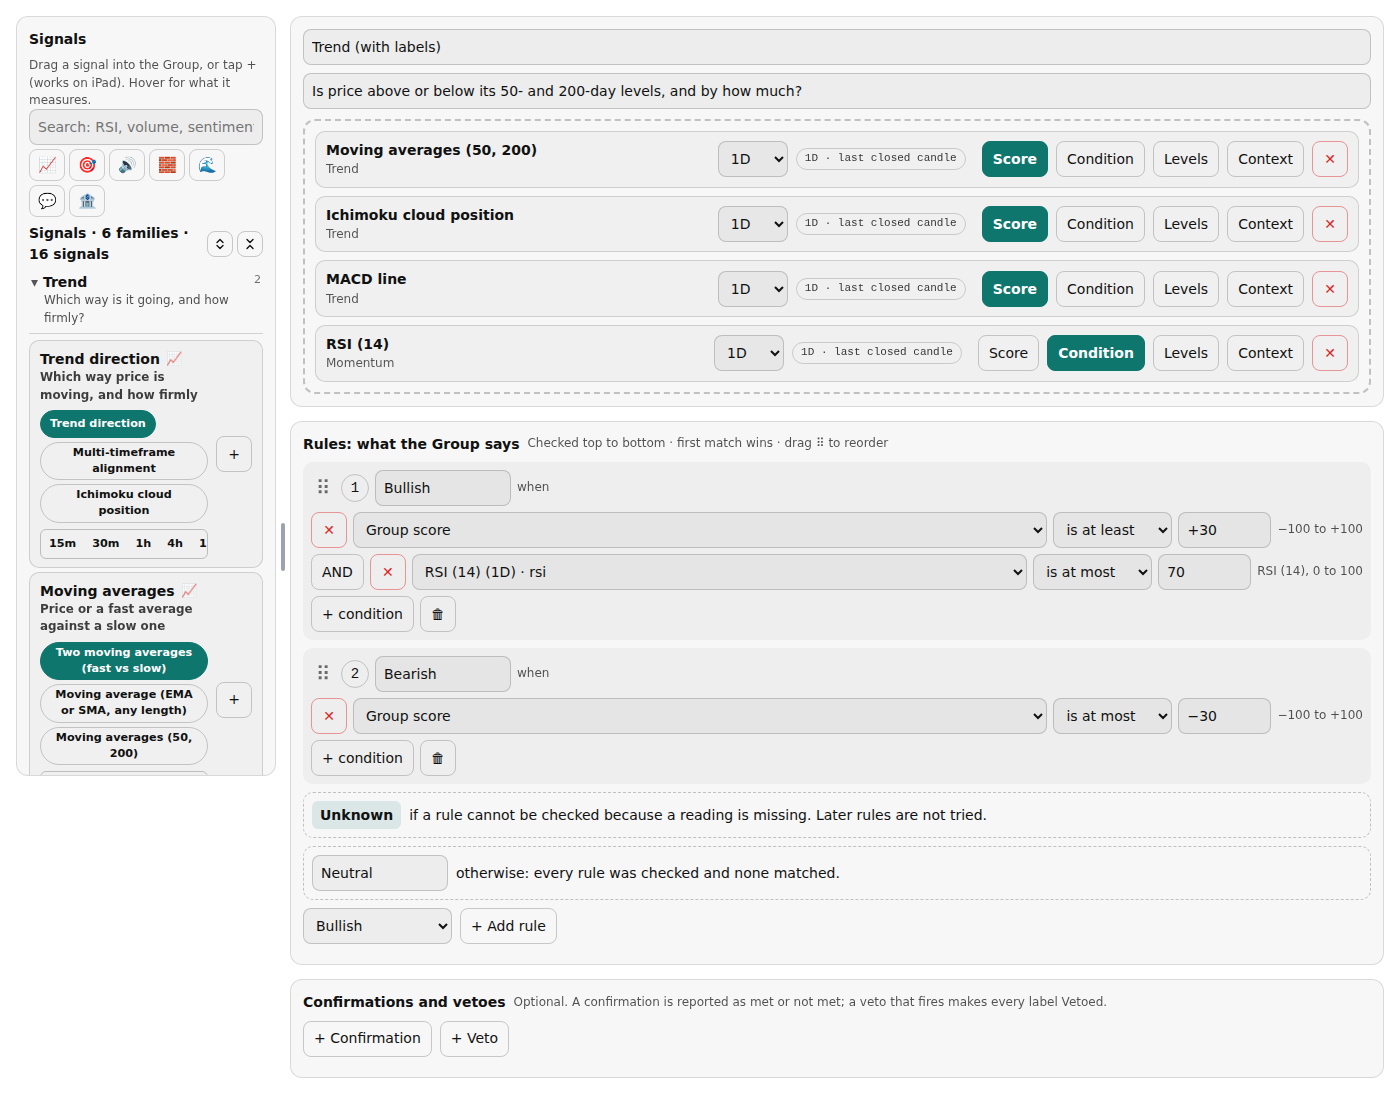 Signals
Drag a signal into the Group, or tap +
(works on iPad). Hover for what it
measures.
Search: RSI, volume, sentimen
Signals · 6 families ·
16 signals
▾ Trend 2
Which way is it going, and how
firmly?
Trend direction
Which way price is
moving, and how firmly
Trend direction
Multi-timeframe
alignment
+
Ichimoku cloud
position
15m 30m 1h 4h 1
Moving averages
Price or a fast average
against a slow one
Two moving averages
(fast vs slow)
Moving average (EMA
or SMA, any length)
+
Moving averages (50,
200)
Trend (with labels)
Is price above or below its 50- and 200-day levels, and by how much?
Moving averages (50, 200)
Trend
1D 1D · last closed candle Score Condition Levels Context ✕
Ichimoku cloud position
Trend
1D 1D · last closed candle Score Condition Levels Context ✕
MACD line
Trend
1D 1D · last closed candle Score Condition Levels Context ✕
RSI (14)
Momentum
1D 1D · last closed candle Score Condition Levels Context ✕
Rules: what the Group says Checked top to bottom · first match wins · drag ⠿ to reorder
⠿ 1 Bullish when
✕ Group score is at least +30 −100 to +100
AND ✕ RSI (14) (1D) · rsi is at most 70 RSI (14), 0 to 100
+ condition
⠿ 2 Bearish when
✕ Group score is at most −30 −100 to +100
+ condition
Unknown if a rule cannot be checked because a reading is missing. Later rules are not tried.
Neutral otherwise: every rule was checked and none matched.
Bullish + Add rule
Confirmations and vetoes Optional. A confirmation is reported as met or not met; a veto that fires makes every label Vetoed.
+ Confirmation + Veto